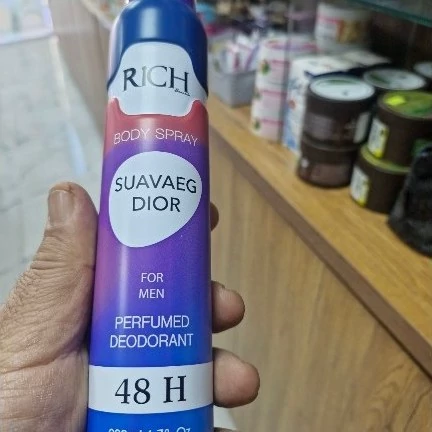 RICH
BODY SPRAY
SUAVAEG
DIOR
FOR
MEN
PERFUMED
DEODORANT
48 H